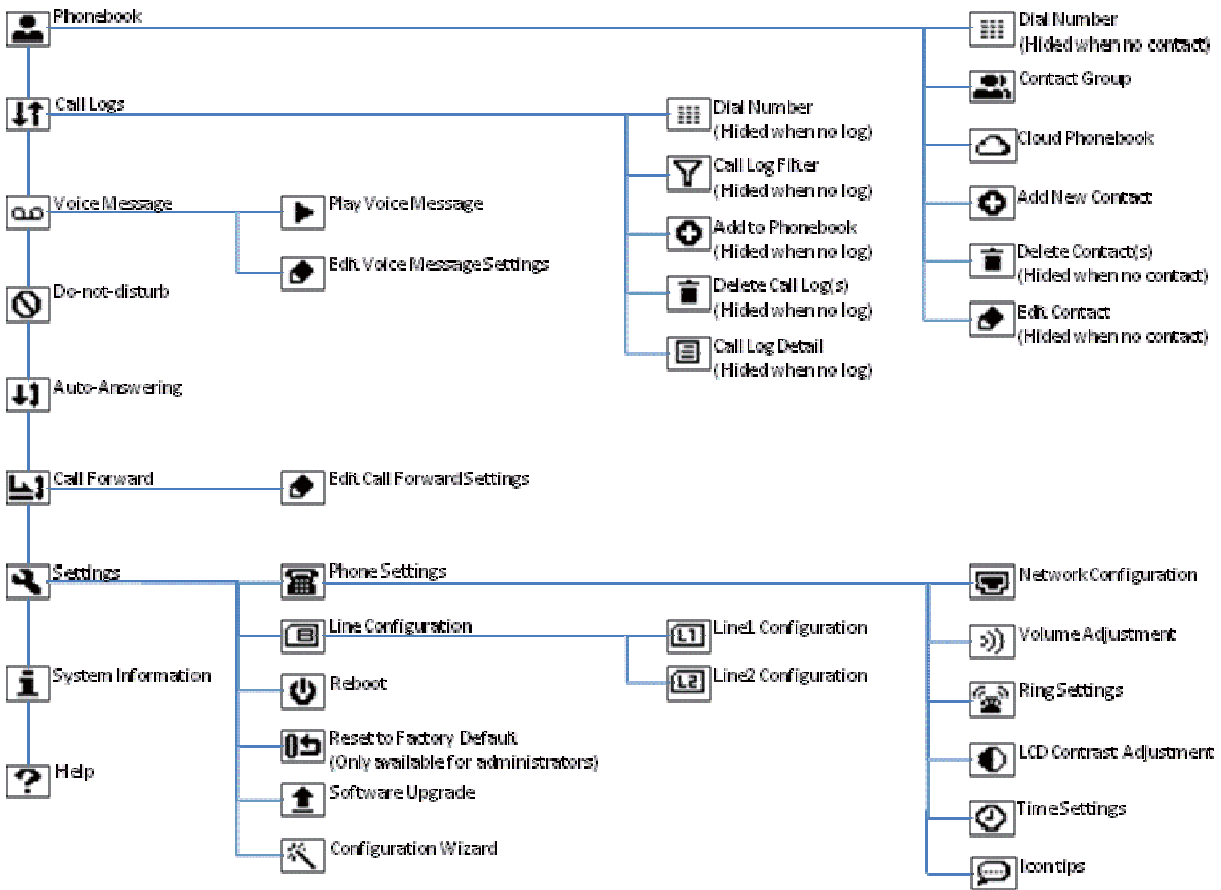 Phonebook
Dial Number
(Hided when no contact)
Contact Group
Cloud Phonebook
Add New Contact
Delete Contact(s)
(Hided when no contact)
Edit Contact
(Hided when no contact)
Call Logs
Dial Number
(Hided when no log)
Call Log Filter
(Hided when no log)
Add to Phonebook
(Hided when no log)
Delete Call Log(s)
(Hided when no log)
Call Log Detail
(Hided when no log)
Voice Message
Play Voice Message
Edit Voice Message Settings
Do-not-disturb
Auto-Answering
Call Forward
Edit Call Forward Settings
Settings
Phone Settings
Network Configuration
Volume Adjustment
Ring Settings
LCD Contrast Adjustment
Time Settings
Icon tips
Line Configuration
L1
Line1 Configuration
L2
Line2 Configuration
Reboot
Reset to Factory Default
(Only available for administrators)
Software Upgrade
Configuration Wizard
System Information
Help